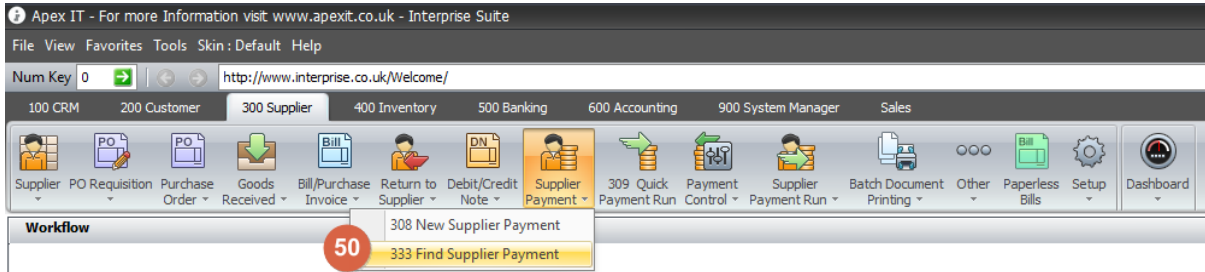 Apex IT - For more Information visit www.apexit.co.uk - Interprise Suite
File View Favorites Tools Skin : Default Help
Num Key 0 http://www.interprise.co.uk/Welcome/
100 CRM 200 Customer 300 Supplier 400 Inventory 500 Banking 600 Accounting 900 System Manager Sales
PO PO Bill DN Bill
Supplier PO Requisition Purchase Goods Bill/Purchase Return to Debit/Credit Supplier 309 Quick Payment Supplier Batch Document Other Paperless Setup Dashboard
Order Received Invoice Supplier Note Payment Payment Run Control Payment Run Printing Bills
Workflow
308 New Supplier Payment
50 333 Find Supplier Payment